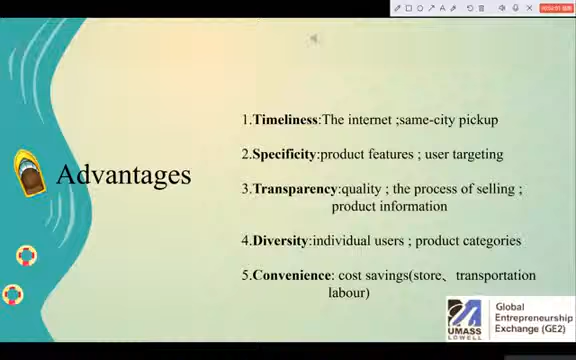 Advantages
1.Timeliness:The internet ;same-city pickup
2.Specificity:product features ; user targeting
3.Transparency:quality ; the process of selling ;
product information
4.Diversity:individual users ; product categories
5.Convenience: cost savings(store、transportation
labour)
UMASS
LOWELL
Global
Entrepreneurship
Exchange (GE2)